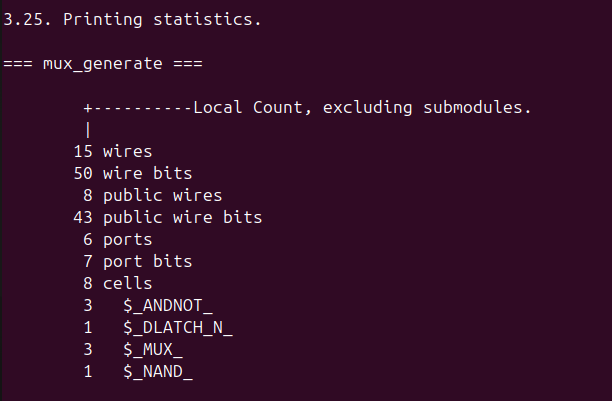 3.25. Printing statistics.
=== mux_generate ===
+----------Local Count, excluding submodules.
|
15 wires
50 wire bits
8 public wires
43 public wire bits
6 ports
7 port bits
8 cells
3 $_ANDNOT_
1 $_DLATCH_N_
3 $_MUX_
1 $_NAND_